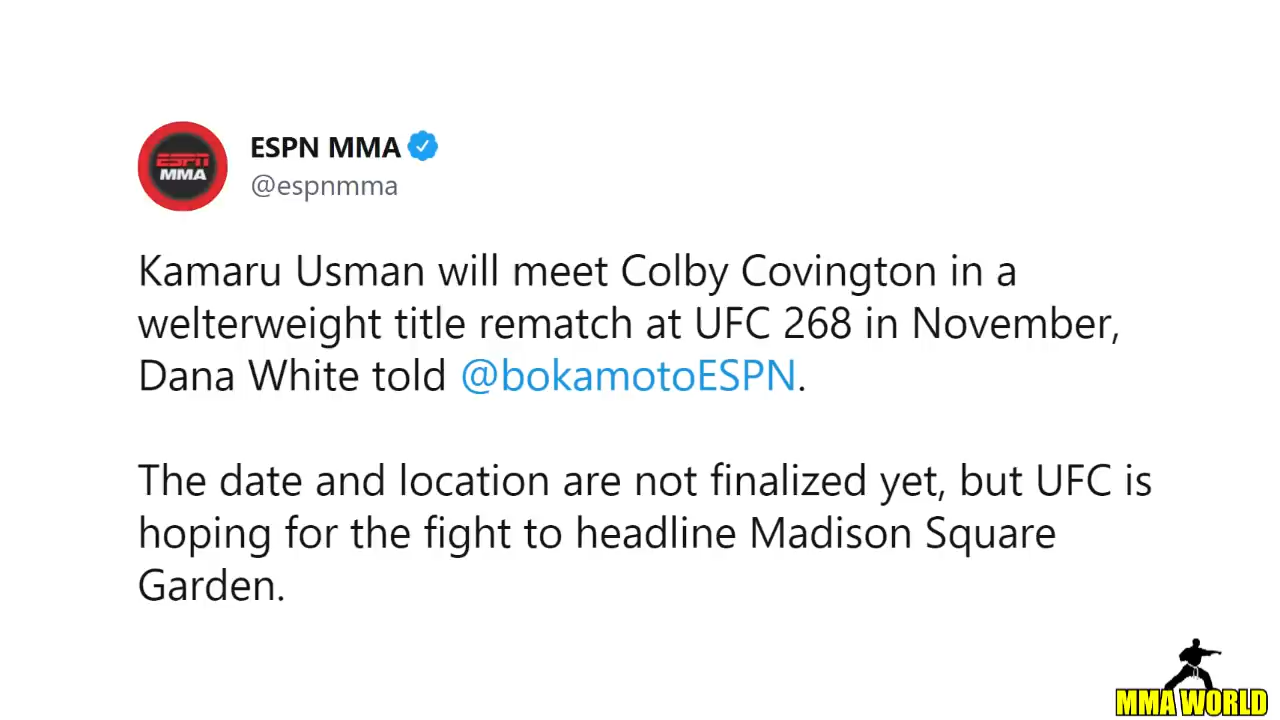 ESPN MMA
ESPN
MMA
@espnmma
Kamaru Usman will meet Colby Covington in a
welterweight title rematch at UFC 268 in November,
Dana White told @bokamotoESPN.
The date and location are not finalized yet, but UFC is
hoping for the fight to headline Madison Square
Garden.
MMA WORLD